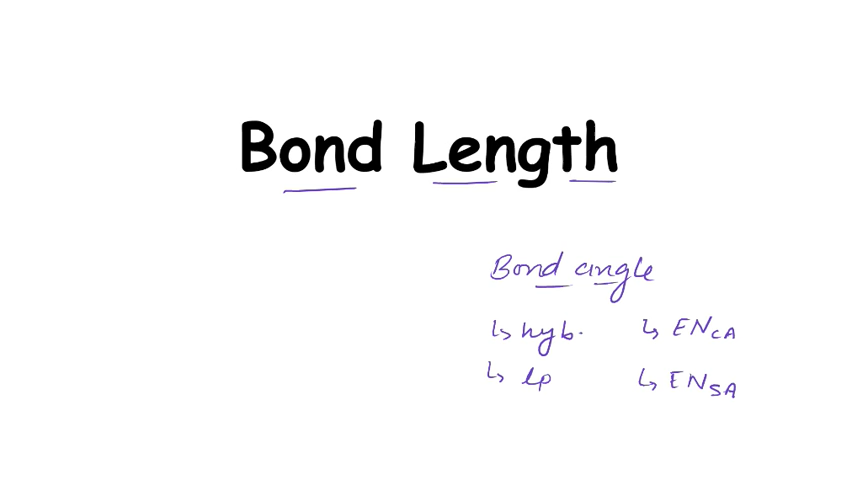 Bond Length
Bond angle
↳ hyb. ↳ EN_CA
↳ lp ↳ EN_SA